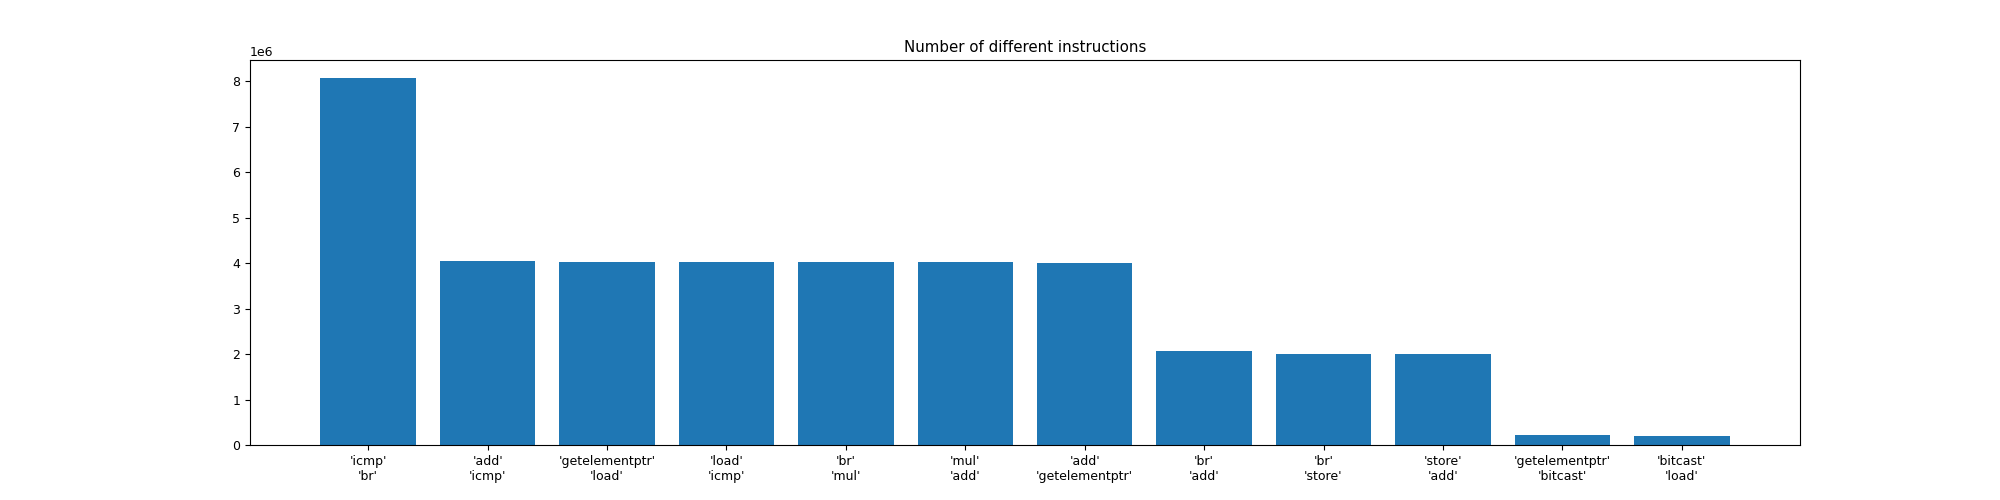 Number of different instructions
1e6
8
7
6
5
4
3
2
1
0
'icmp' 'add' 'getelementptr' 'load' 'br' 'mul' 'add' 'br' 'br' 'store' 'getelementptr' 'bitcast'
'br' 'icmp' 'load' 'icmp' 'mul' 'add' 'getelementptr' 'add' 'store' 'add' 'bitcast' 'load'